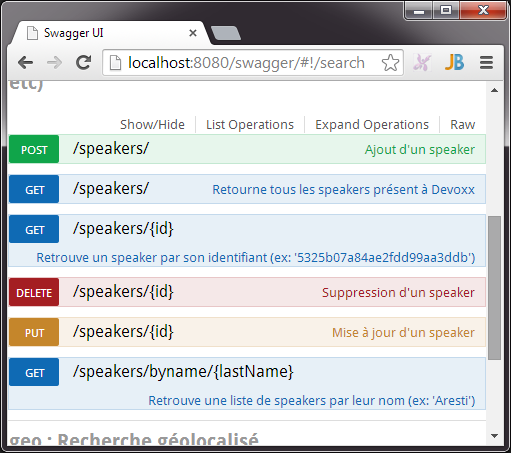 Swagger UI
localhost:8080/swagger/#!/search
JB
etc)
Show/Hide List Operations Expand Operations Raw
POST /speakers/ Ajout d'un speaker
GET /speakers/ Retourne tous les speakers présent à Devoxx
GET /speakers/{id}
Retrouve un speaker par son identifiant (ex: '5325b07a84ae2fdd99aa3ddb')
DELETE /speakers/{id} Suppression d'un speaker
PUT /speakers/{id} Mise à jour d'un speaker
GET /speakers/byname/{lastName}
Retrouve une liste de speakers par leur nom (ex: 'Aresti')
geo : Recherche géolocalisé